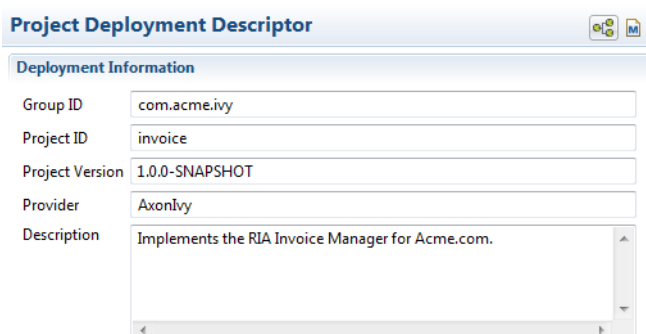 Project Deployment Descriptor
M
Deployment Information
Group ID com.acme.ivy
Project ID invoice
Project Version 1.0.0-SNAPSHOT
Provider AxonIvy
Description Implements the RIA Invoice Manager for Acme.com.